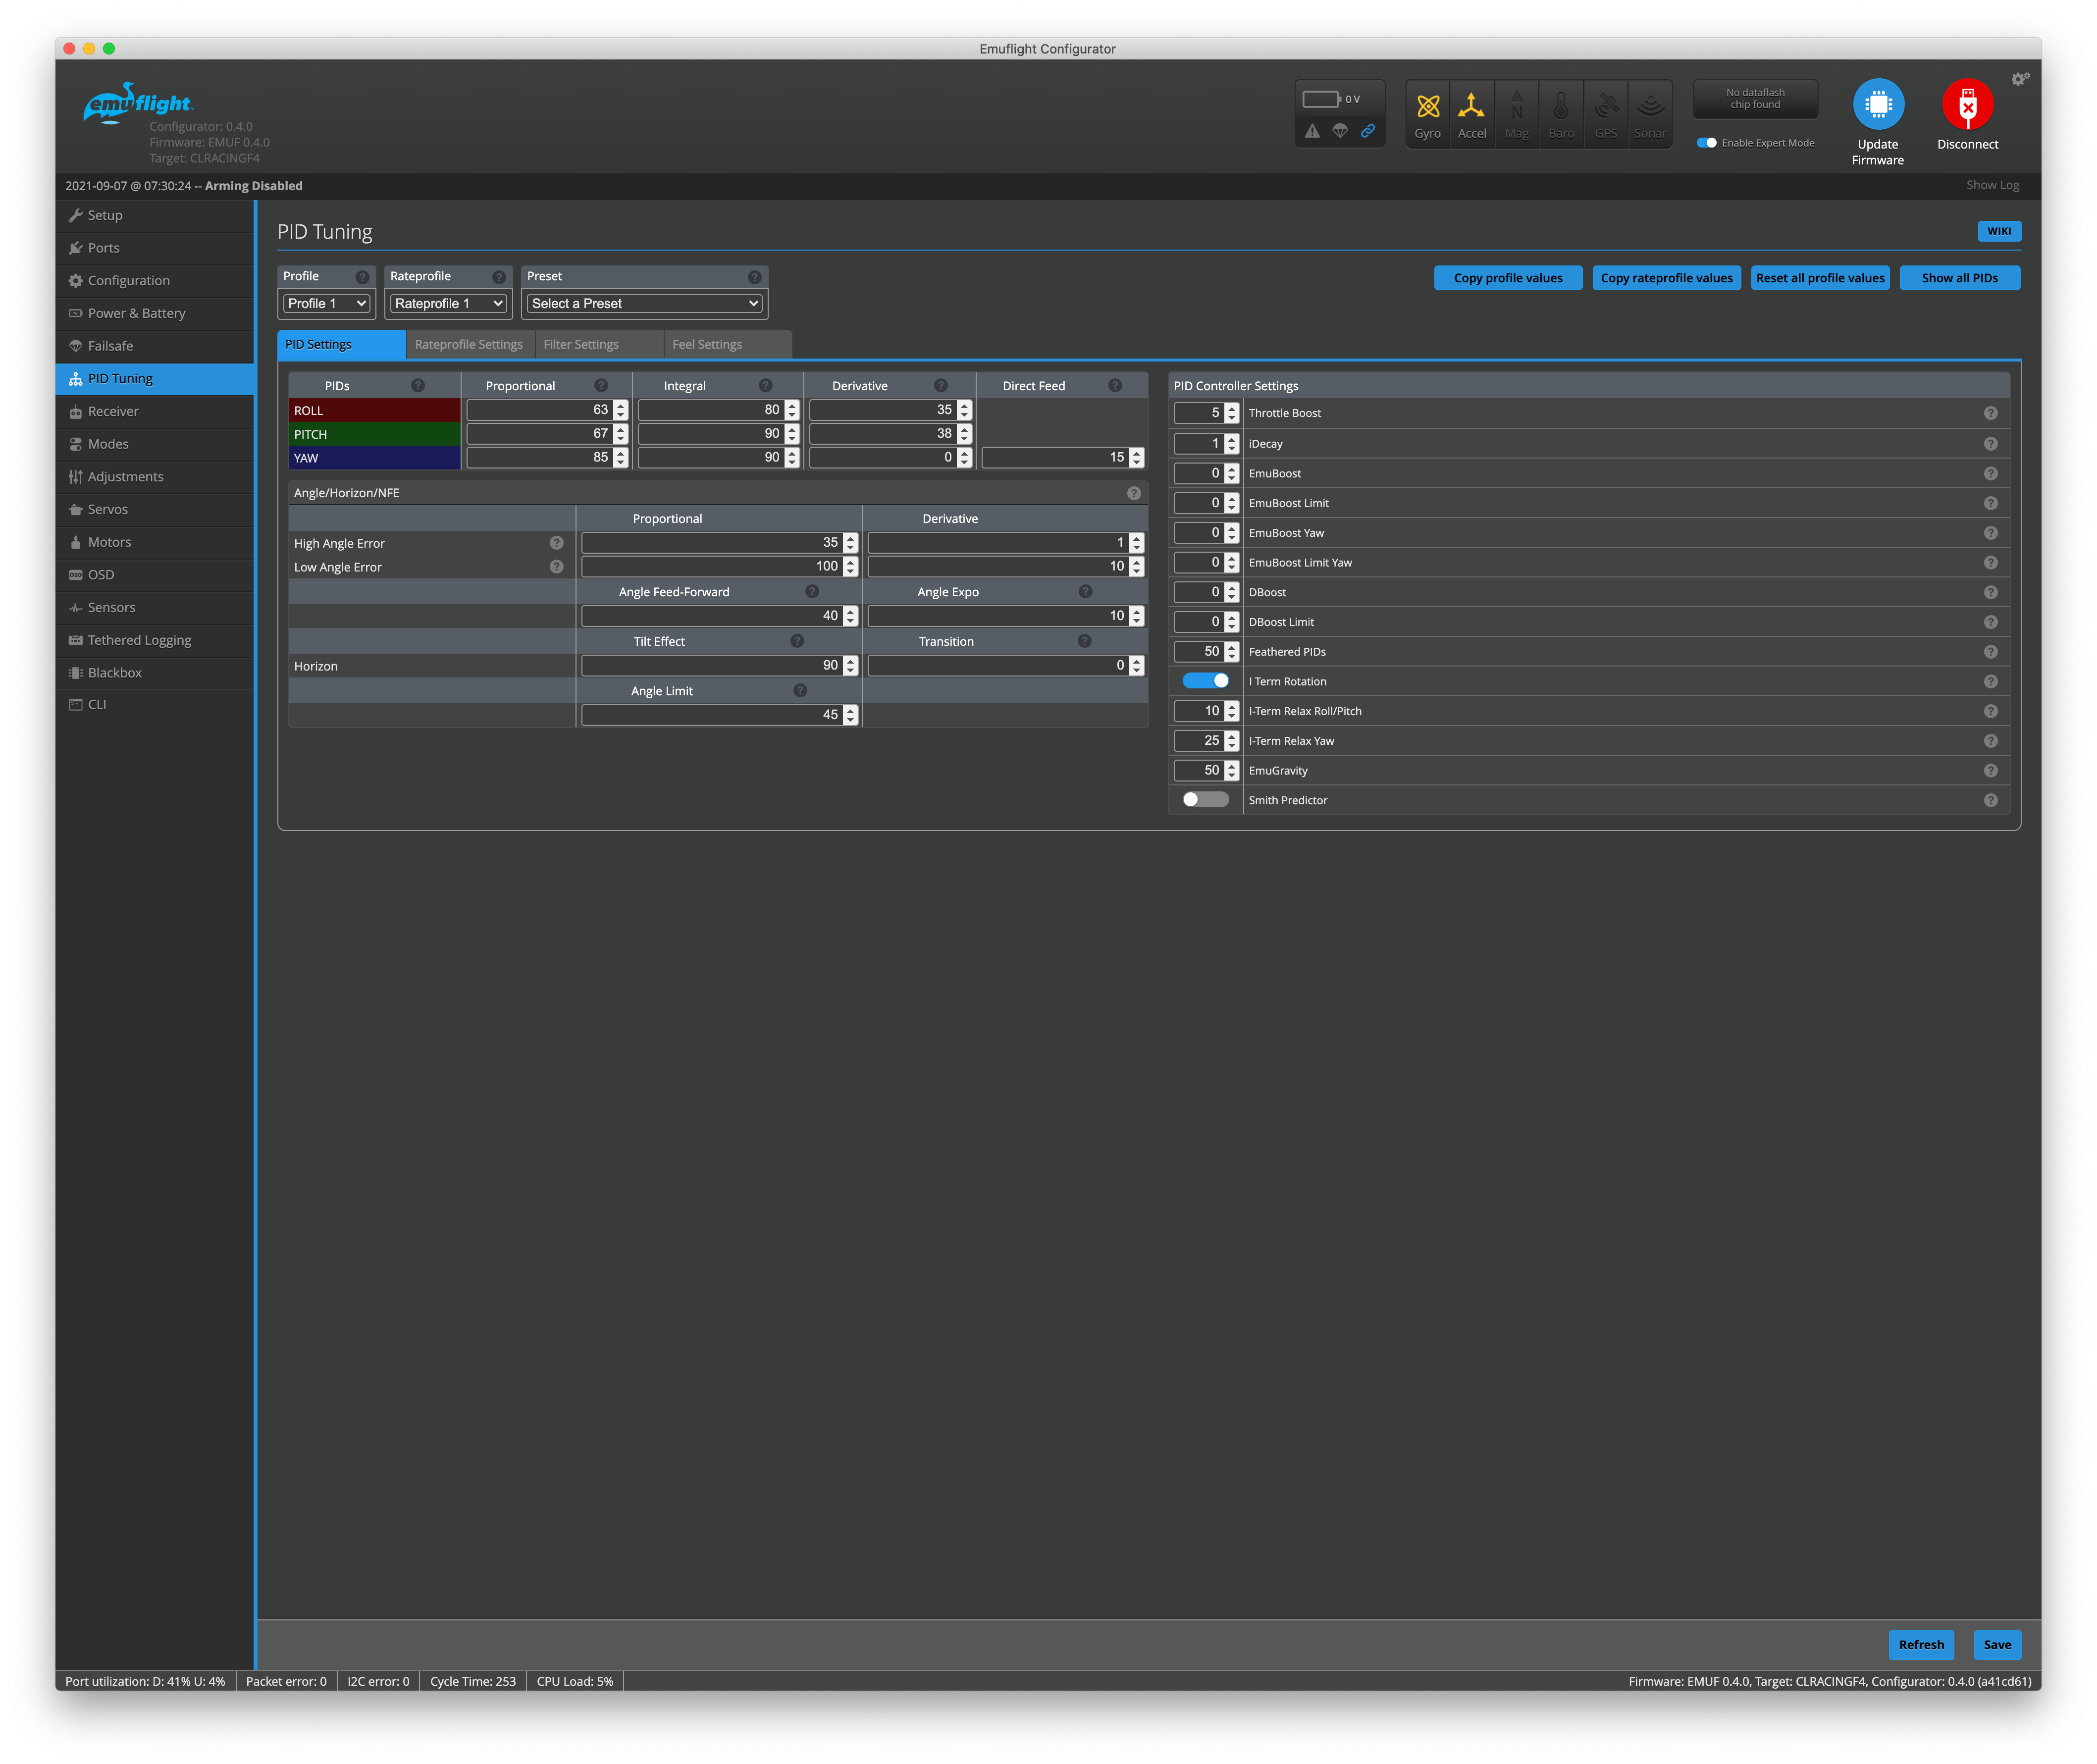 Emuflight Configurator
emuflight
Configurator: 0.4.0
Firmware: EMUF 0.4.0
Target: CLRACINGF4
0 V
Gyro Accel Mag Baro GPS Sonar
No dataflash
chip found
Enable Expert Mode
Update
Firmware
Disconnect
2021-09-07 @ 07:30:24 -- Arming Disabled
Show Log
Setup
Ports
Configuration
Power & Battery
Failsafe
PID Tuning
Receiver
Modes
Adjustments
Servos
Motors
OSD
Sensors
Tethered Logging
Blackbox
CLI
PID Tuning
WIKI
Profile Rateprofile Preset
Profile 1 Rateprofile 1 Select a Preset
Copy profile values Copy rateprofile values Reset all profile values Show all PIDs
PID Settings Rateprofile Settings Filter Settings Feel Settings
PIDs Proportional Integral Derivative Direct Feed
ROLL 63 80 35
PITCH 67 90 38
YAW 85 90 0 15
Angle/Horizon/NFE
Proportional Derivative
High Angle Error 35 1
Low Angle Error 100 10
Angle Feed-Forward Angle Expo
40 10
Tilt Effect Transition
Horizon 90 0
Angle Limit
45
PID Controller Settings
5 Throttle Boost
1 iDecay
0 EmuBoost
0 EmuBoost Limit
0 EmuBoost Yaw
0 EmuBoost Limit Yaw
0 DBoost
0 DBoost Limit
50 Feathered PIDs
I Term Rotation
10 I-Term Relax Roll/Pitch
25 I-Term Relax Yaw
50 EmuGravity
Smith Predictor
Refresh Save
Port utilization: D: 41% U: 4% Packet error: 0 I2C error: 0 Cycle Time: 253 CPU Load: 5%
Firmware: EMUF 0.4.0, Target: CLRACINGF4, Configurator: 0.4.0 (a41cd61)